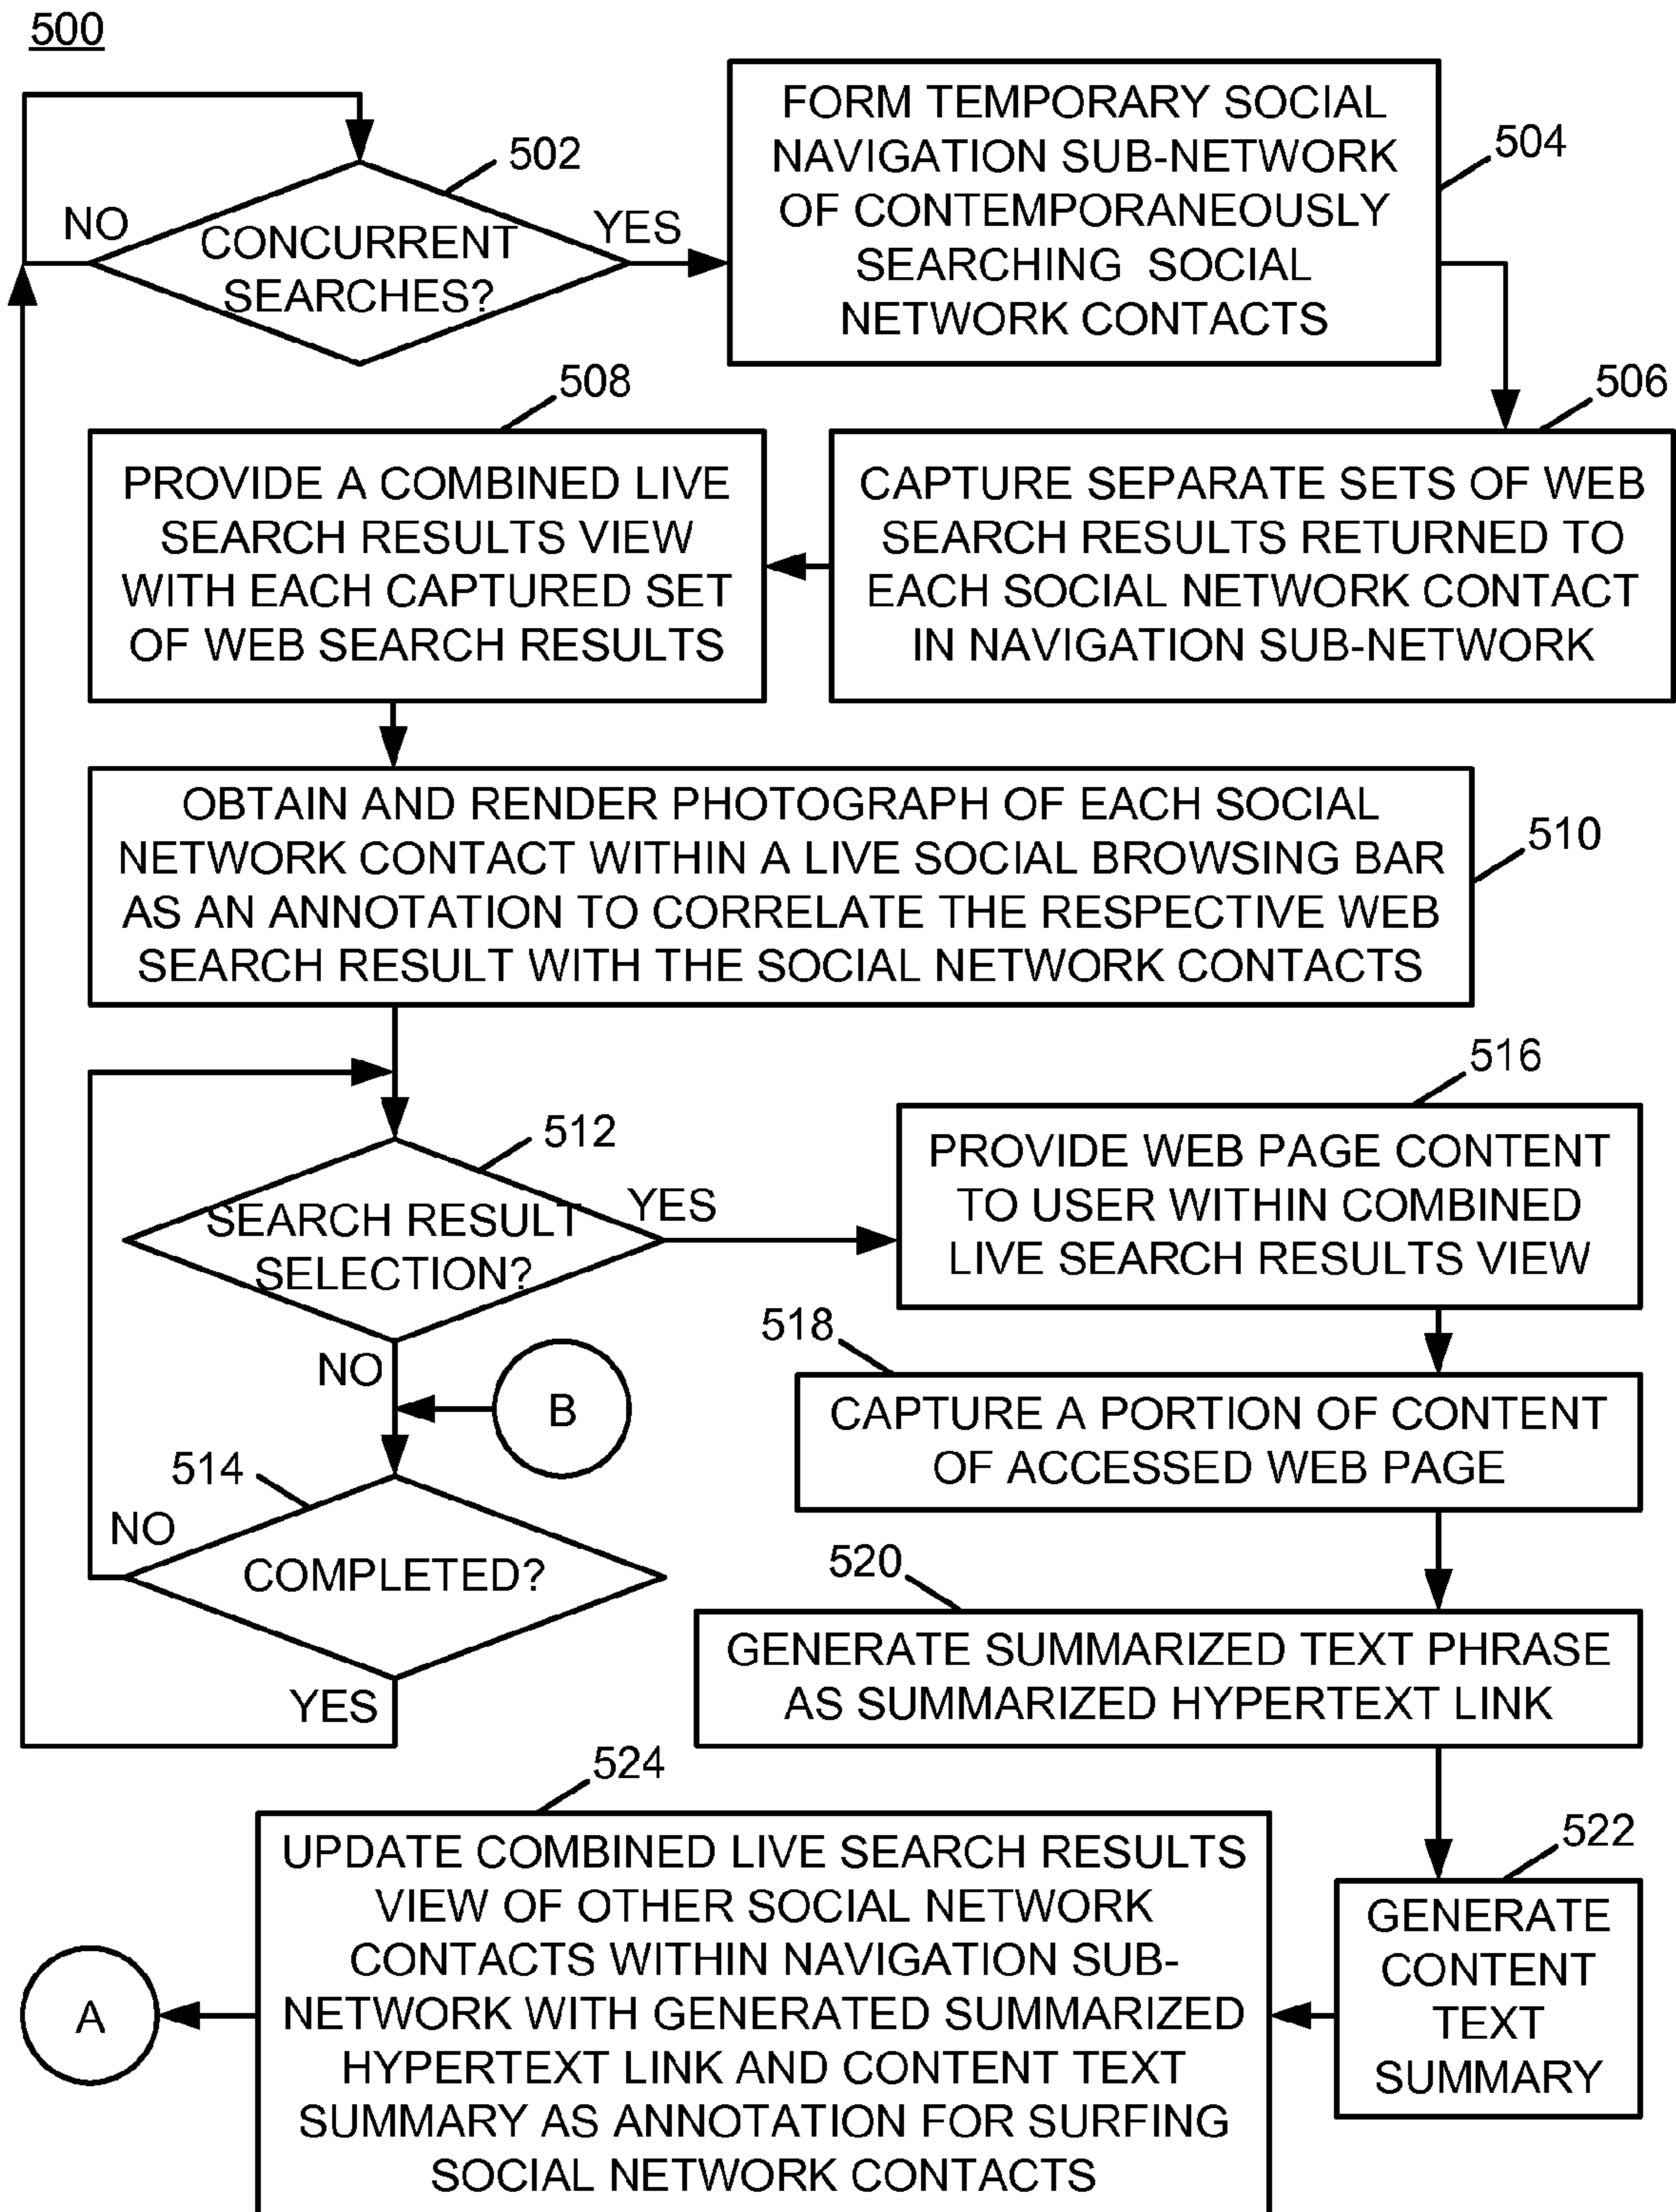 500
502
NO
CONCURRENT
SEARCHES?
YES
FORM TEMPORARY SOCIAL
NAVIGATION SUB-NETWORK
OF CONTEMPORANEOUSLY
SEARCHING SOCIAL
NETWORK CONTACTS
504
506
508
PROVIDE A COMBINED LIVE
SEARCH RESULTS VIEW
WITH EACH CAPTURED SET
OF WEB SEARCH RESULTS
CAPTURE SEPARATE SETS OF WEB
SEARCH RESULTS RETURNED TO
EACH SOCIAL NETWORK CONTACT
IN NAVIGATION SUB-NETWORK
OBTAIN AND RENDER PHOTOGRAPH OF EACH SOCIAL
NETWORK CONTACT WITHIN A LIVE SOCIAL BROWSING BAR
AS AN ANNOTATION TO CORRELATE THE RESPECTIVE WEB
SEARCH RESULT WITH THE SOCIAL NETWORK CONTACTS
510
512
SEARCH RESULT
SELECTION?
YES
NO
516
PROVIDE WEB PAGE CONTENT
TO USER WITHIN COMBINED
LIVE SEARCH RESULTS VIEW
B
514
NO
COMPLETED?
YES
518
CAPTURE A PORTION OF CONTENT
OF ACCESSED WEB PAGE
520
GENERATE SUMMARIZED TEXT PHRASE
AS SUMMARIZED HYPERTEXT LINK
522
GENERATE
CONTENT
TEXT
SUMMARY
524
UPDATE COMBINED LIVE SEARCH RESULTS
VIEW OF OTHER SOCIAL NETWORK
CONTACTS WITHIN NAVIGATION SUB-
NETWORK WITH GENERATED SUMMARIZED
HYPERTEXT LINK AND CONTENT TEXT
SUMMARY AS ANNOTATION FOR SURFING
SOCIAL NETWORK CONTACTS
A